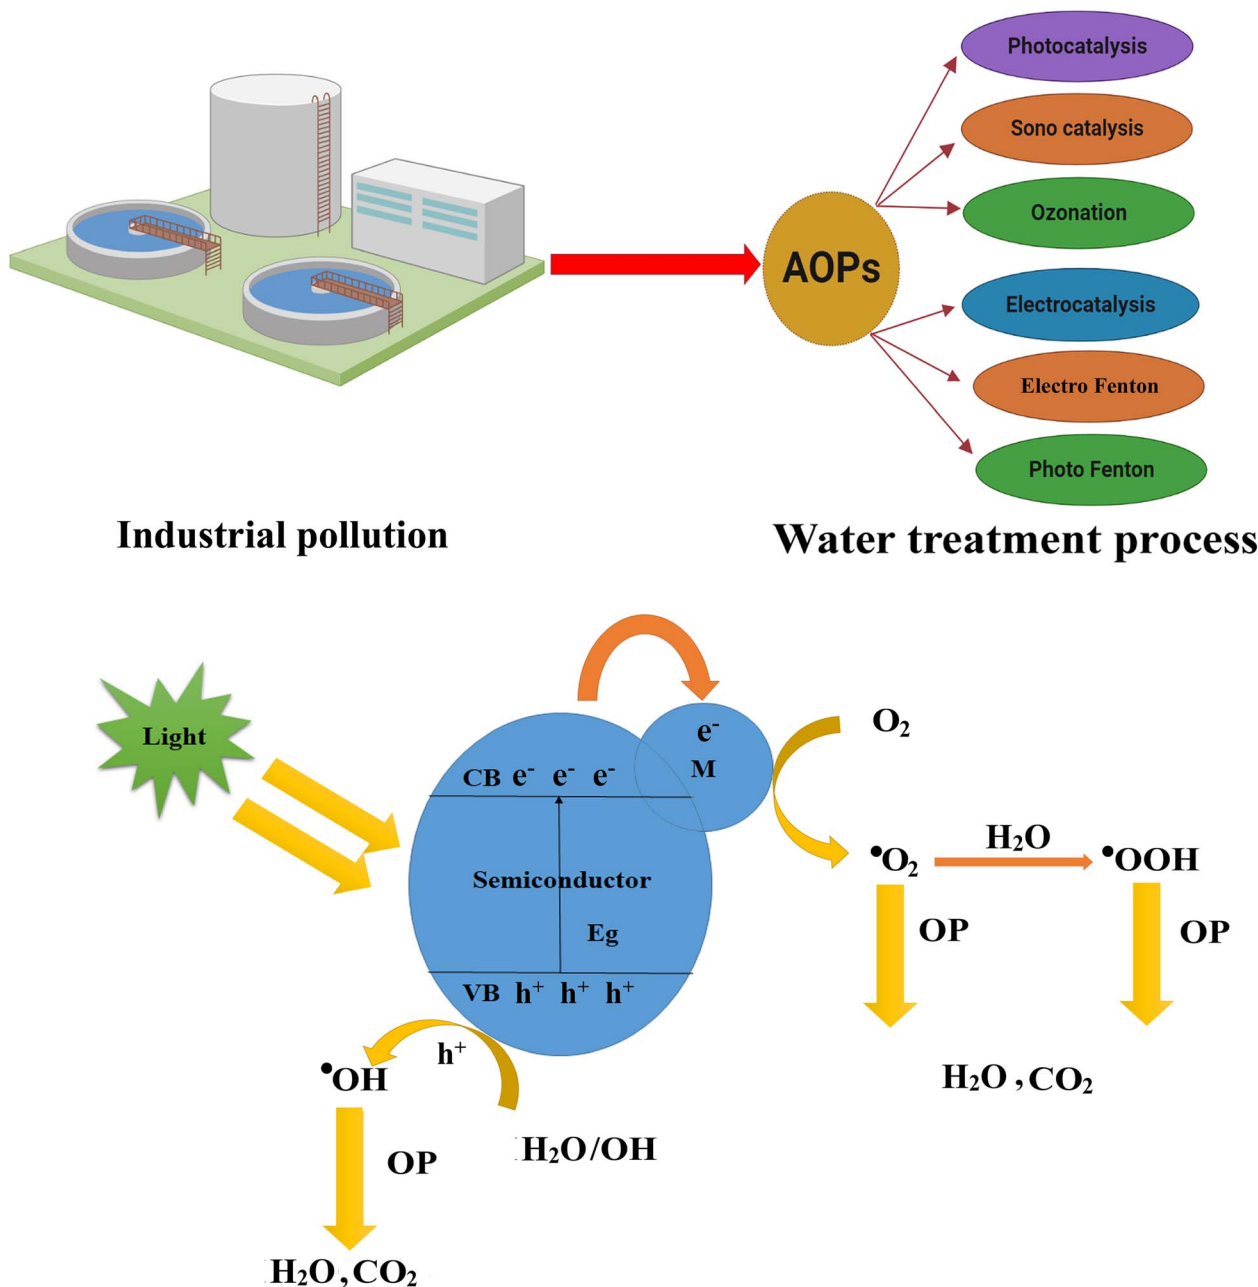 Photocatalysis
Sono catalysis
Ozonation
AOPs
Electrocatalysis
Electro Fenton
Photo Fenton
Industrial pollution
Water treatment process
Light
e⁻
M
O₂
CB e⁻ e⁻ e⁻
H₂O
•O₂
•OOH
Semiconductor
Eg
OP
OP
VB h⁺ h⁺ h⁺
h⁺
•OH
H₂O , CO₂
H₂O/OH
OP
H₂O,CO₂